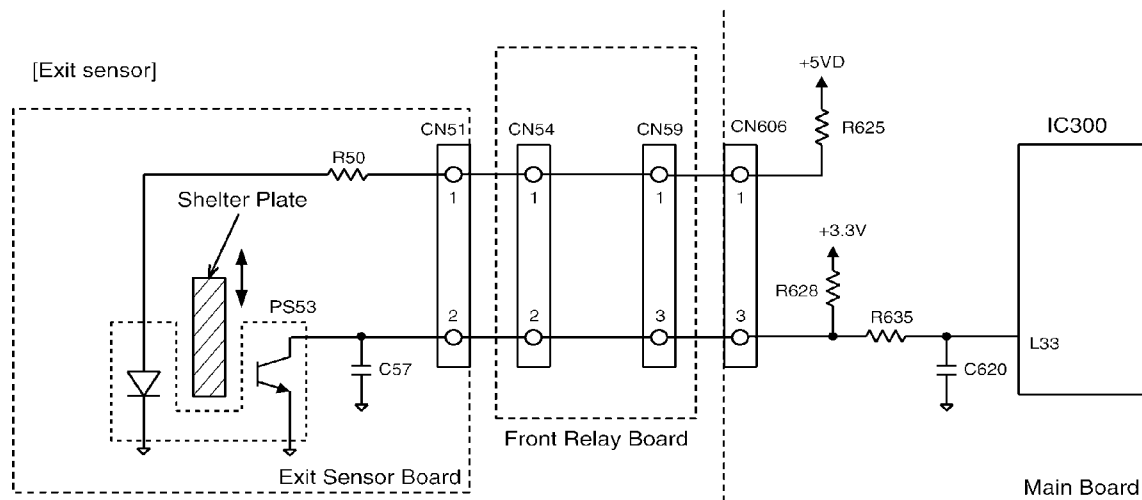 [Exit sensor]
+5VD
R625
IC300
CN51
CN54
CN59
CN606
R50
1
1
1
1
Shelter Plate
+3.3V
R628
PS53
2
2
3
3
R635
L33
C57
C620
Front Relay Board
Exit Sensor Board
Main Board